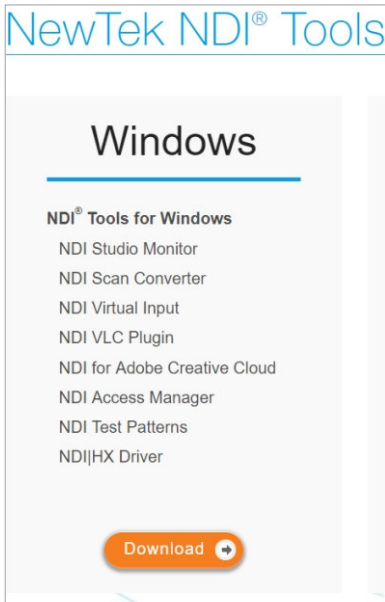 NewTek NDI® Tools
Windows
NDI® Tools for Windows
NDI Studio Monitor
NDI Scan Converter
NDI Virtual Input
NDI VLC Plugin
NDI for Adobe Creative Cloud
NDI Access Manager
NDI Test Patterns
NDI|HX Driver
Download